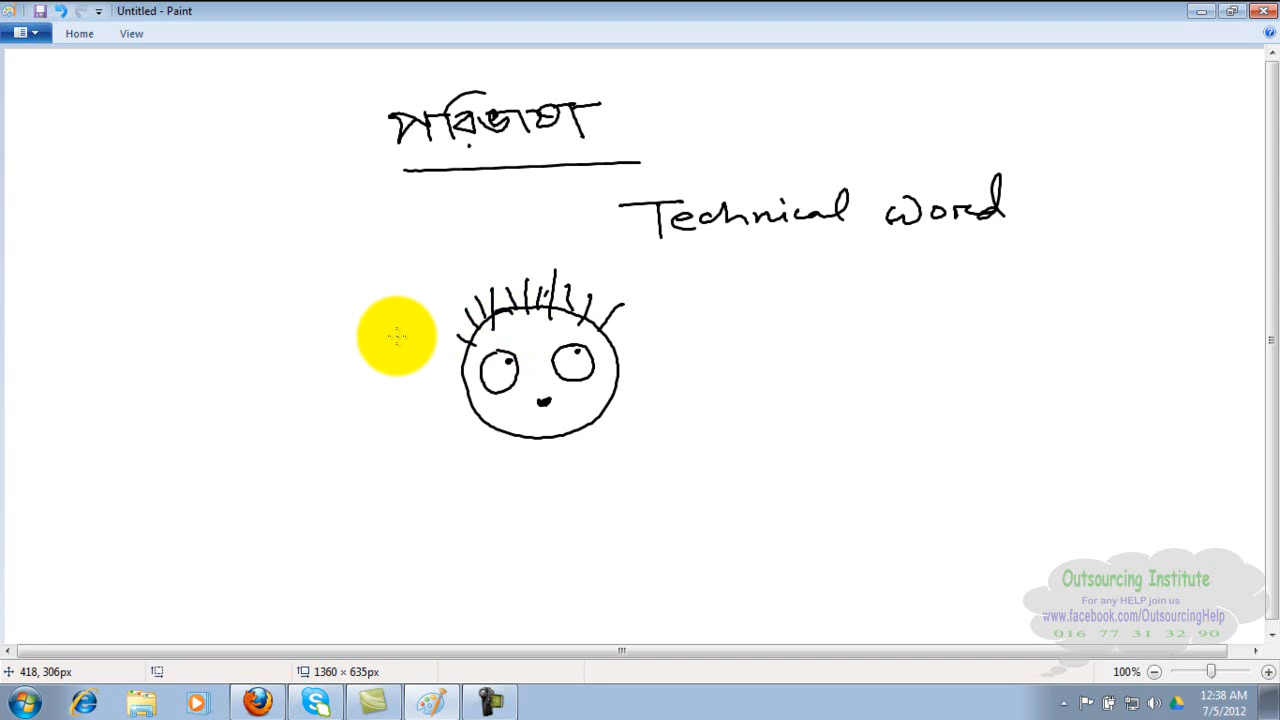 Untitled - Paint
Home View
পরিভাষা
Technical word
Outsourcing Institute
For any HELP join us
www.facebook.com/OutsourcingHelp
016 77 31 32 90
418, 306px 1360 × 635px 100%
12:38 AM
7/5/2012